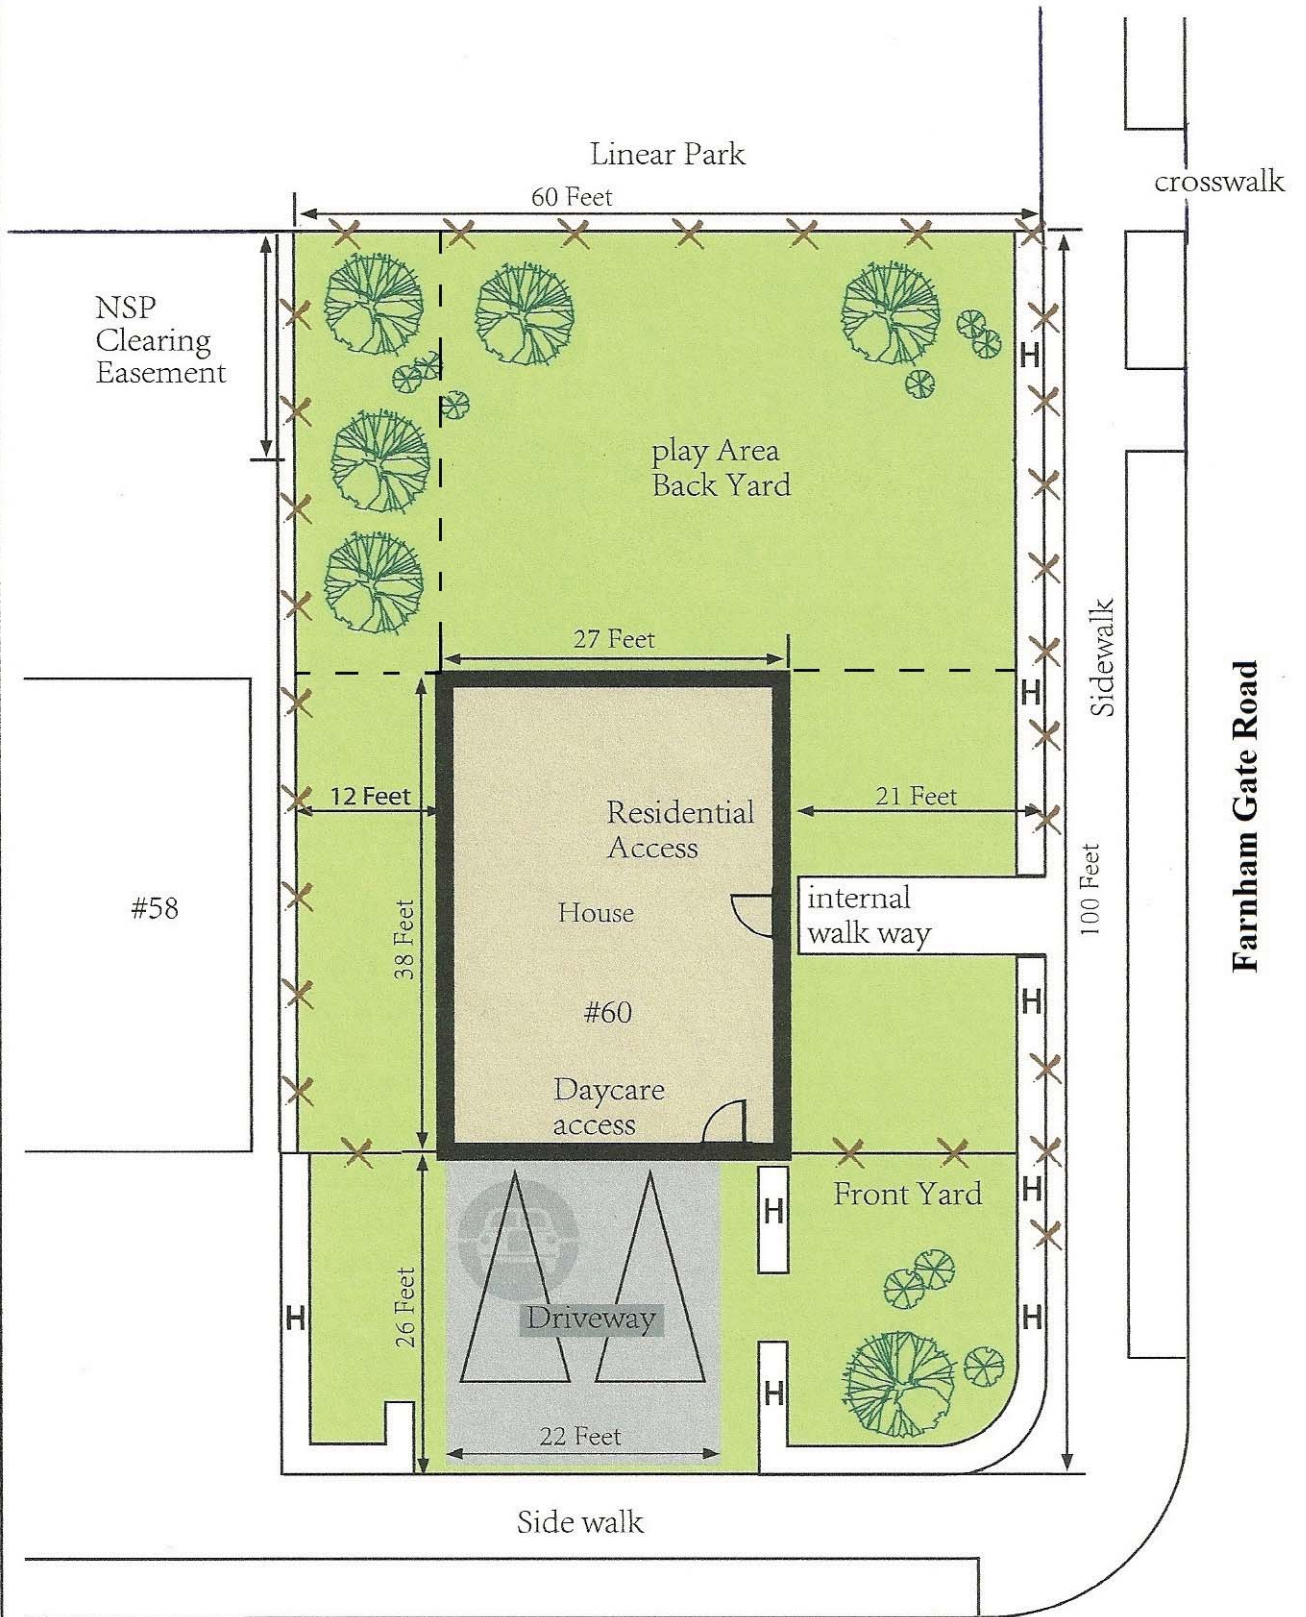 Linear Park
60 Feet
crosswalk
NSP
Clearing
Easement
H
play Area
Back Yard
27 Feet
H
Sidewalk
12 Feet
21 Feet
Residential
Access
#58
House
internal
walk way
38 Feet
100 Feet
Farnham Gate Road
#60
H
Daycare
access
H
Front Yard
H
H
26 Feet
Driveway
H
H
22 Feet
Side walk